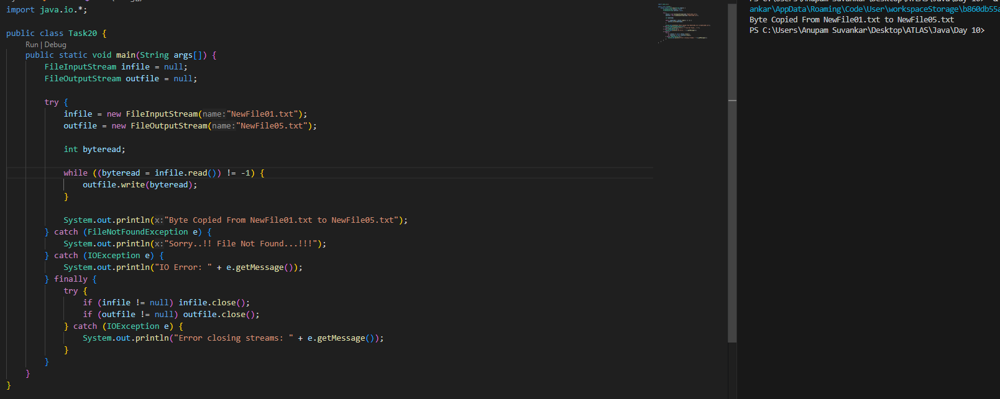 import java.io.*;
public class Task20 {
Run | Debug
public static void main(String args[]) {
FileInputStream infile = null;
FileOutputStream outfile = null;
try {
infile = new FileInputStream(name:"NewFile01.txt");
outfile = new FileOutputStream(name:"NewFile05.txt");
int byteread;
while ((byteread = infile.read()) != -1) {
outfile.write(byteread);
}
System.out.println(x:"Byte Copied From NewFile01.txt to NewFile05.txt");
} catch (FileNotFoundException e) {
System.out.println(x:"Sorry..!! File Not Found...!!!");
} catch (IOException e) {
System.out.println("IO Error: " + e.getMessage());
} finally {
try {
if (infile != null) infile.close();
if (outfile != null) outfile.close();
} catch (IOException e) {
System.out.println("Error closing streams: " + e.getMessage());
}
}
}
}
ankar\AppData\Roaming\Code\User\workspaceStorage\b860db55a
Byte Copied From NewFile01.txt to NewFile05.txt
PS C:\Users\Anupam Suvankar\Desktop\ATLAS\Java\Day 10>